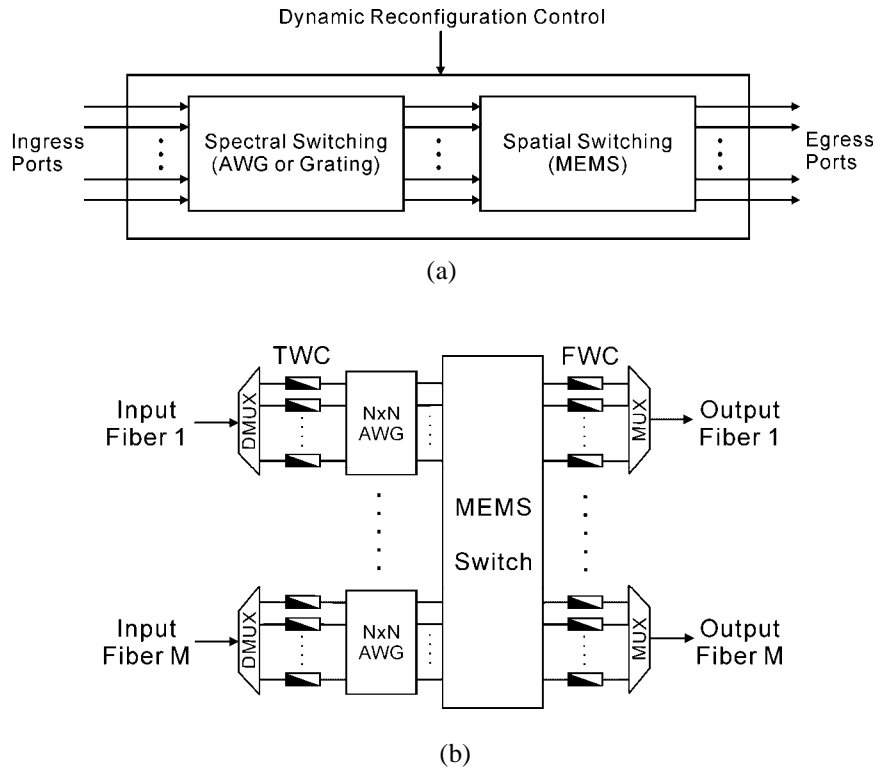 Dynamic Reconfiguration Control
Ingress
Ports
Spectral Switching
(AWG or Grating)
Spatial Switching
(MEMS)
Egress
Ports
(a)
TWC
FWC
Input
Fiber 1
DMUX
NxN
AWG
MUX
Output
Fiber 1
MEMS
Switch
Input
Fiber M
DMUX
NxN
AWG
MUX
Output
Fiber M
(b)